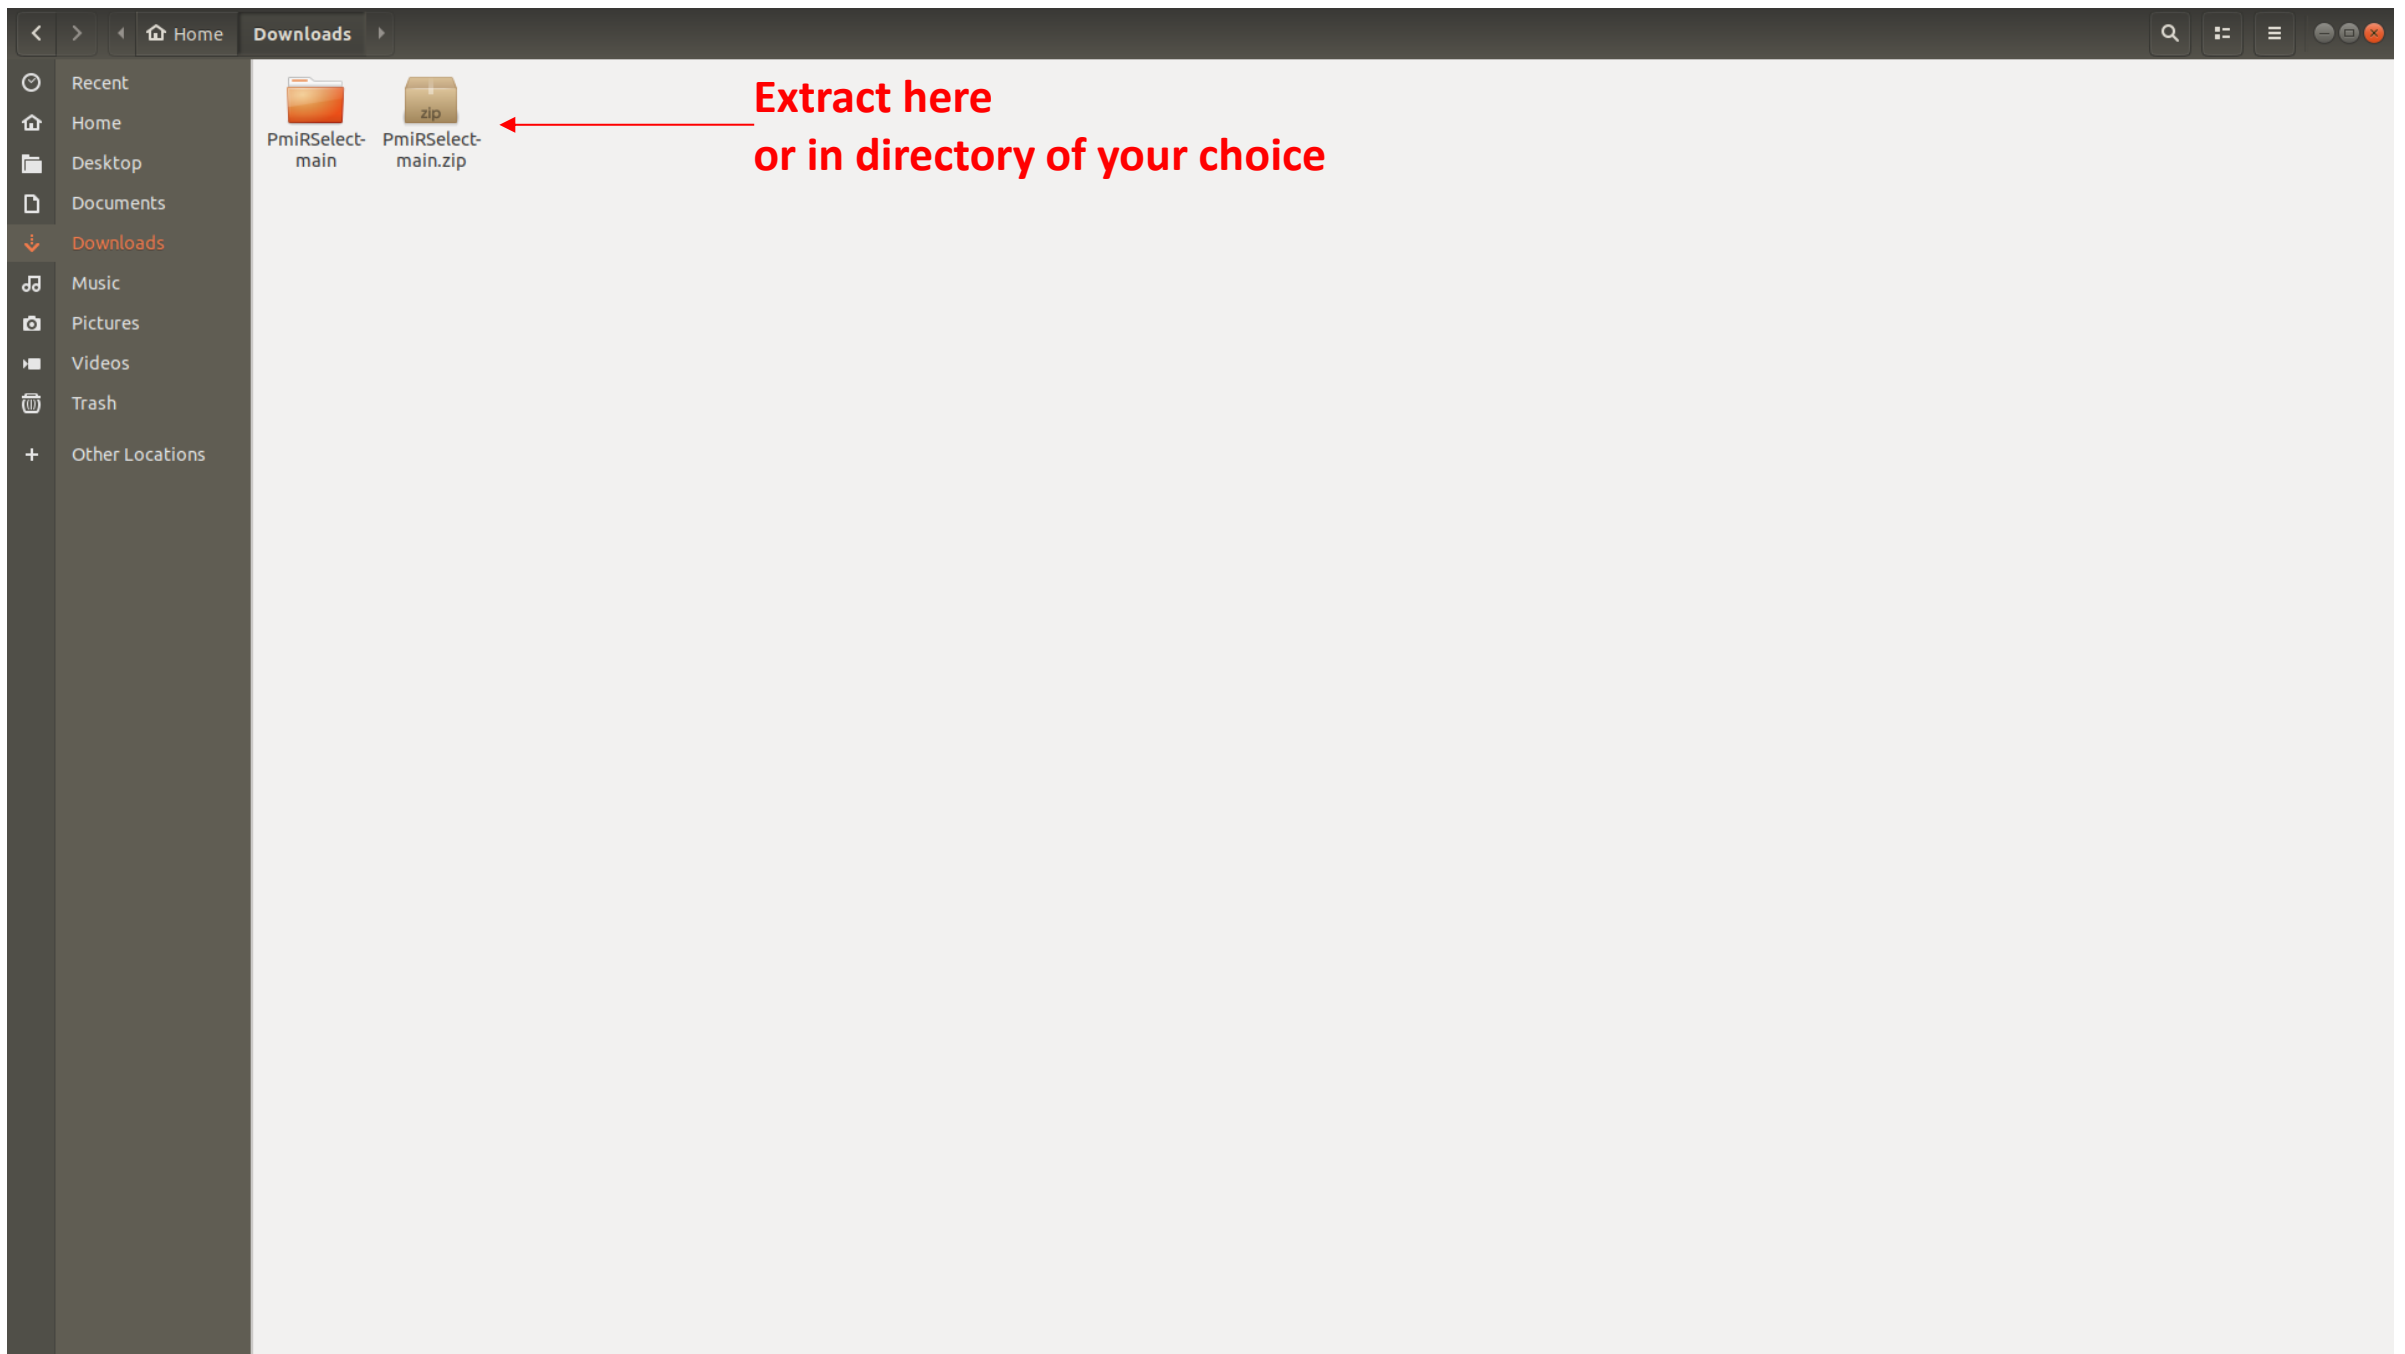 Home Downloads
Recent
Home
Desktop
Documents
Downloads
Music
Pictures
Videos
Trash
Other Locations
PmiRSelect-
main
zip
PmiRSelect-
main.zip
Extract here
or in directory of your choice